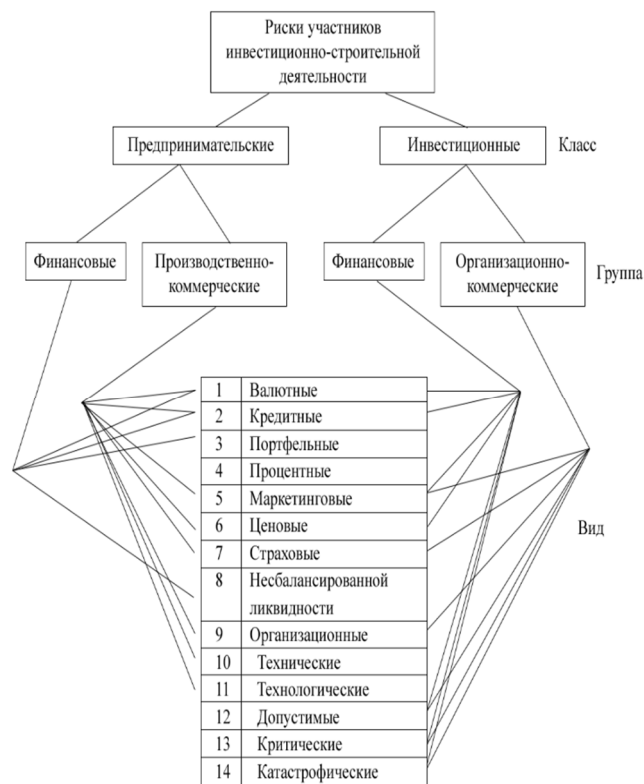 Риски участников
инвестиционно-строительной
деятельности
Предпринимательские
Инвестиционные
Класс
Финансовые
Производственно-
коммерческие
Финансовые
Организационно-
коммерческие
Группа
1 Валютные
2 Кредитные
3 Портфельные
4 Процентные
5 Маркетинговые
6 Ценовые
Вид
7 Страховые
8 Несбалансированной
ликвидности
9 Организационные
10 Технические
11 Технологические
12 Допустимые
13 Критические
14 Катастрофические